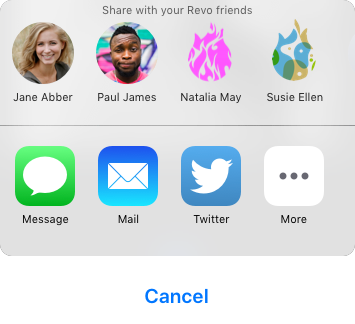 Share with your Revo friends
Jane Abber Paul James Natalia May Susie Ellen
Message Mail Twitter More
Cancel